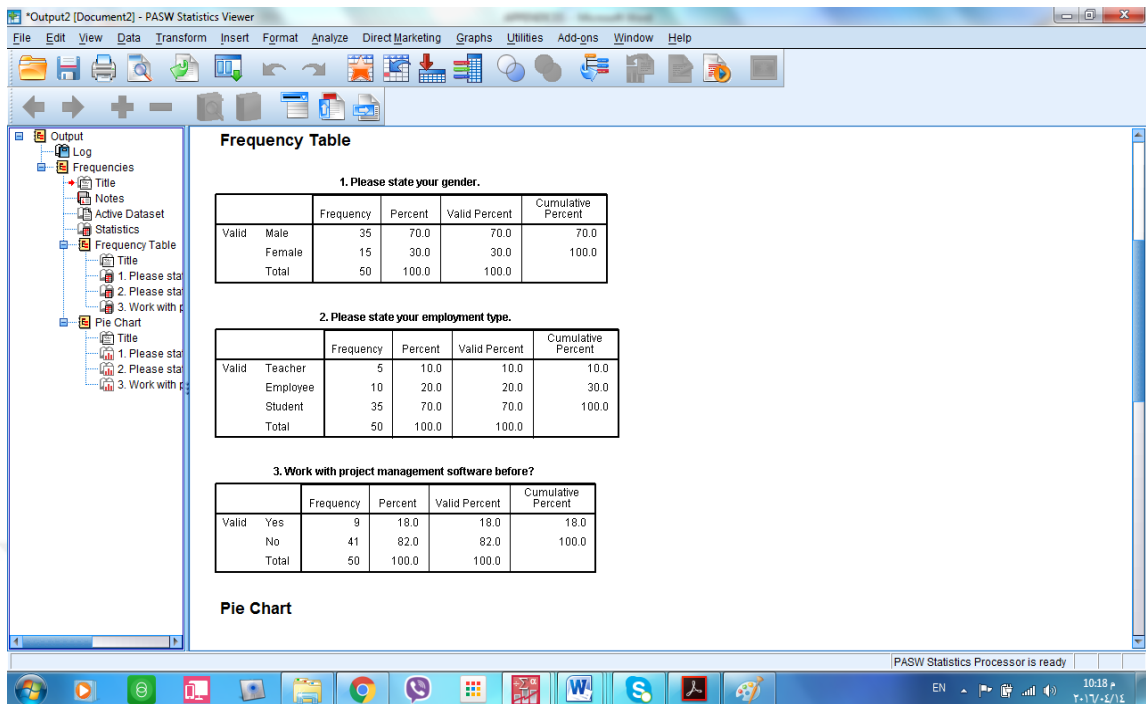 *Output2 [Document2] - PASW Statistics Viewer
File Edit View Data Transform Insert Format Analyze Direct Marketing Graphs Utilities Add-ons Window Help
Output
Log
Frequencies
Title
Notes
Active Dataset
Statistics
Frequency Table
Title
1. Please sta
2. Please sta
3. Work with p
Pie Chart
Title
1. Please sta
2. Please sta
3. Work with p
Frequency Table
1. Please state your gender.
Frequency Percent Valid Percent Cumulative Percent
Valid Male 35 70.0 70.0 70.0
Female 15 30.0 30.0 100.0
Total 50 100.0 100.0
2. Please state your employment type.
Frequency Percent Valid Percent Cumulative Percent
Valid Teacher 5 10.0 10.0 10.0
Employee 10 20.0 20.0 30.0
Student 35 70.0 70.0 100.0
Total 50 100.0 100.0
3. Work with project management software before?
Frequency Percent Valid Percent Cumulative Percent
Valid Yes 9 18.0 18.0 18.0
No 41 82.0 82.0 100.0
Total 50 100.0 100.0
Pie Chart
PASW Statistics Processor is ready
EN
10:18 م
٢٠١٦/٠٤/١٤